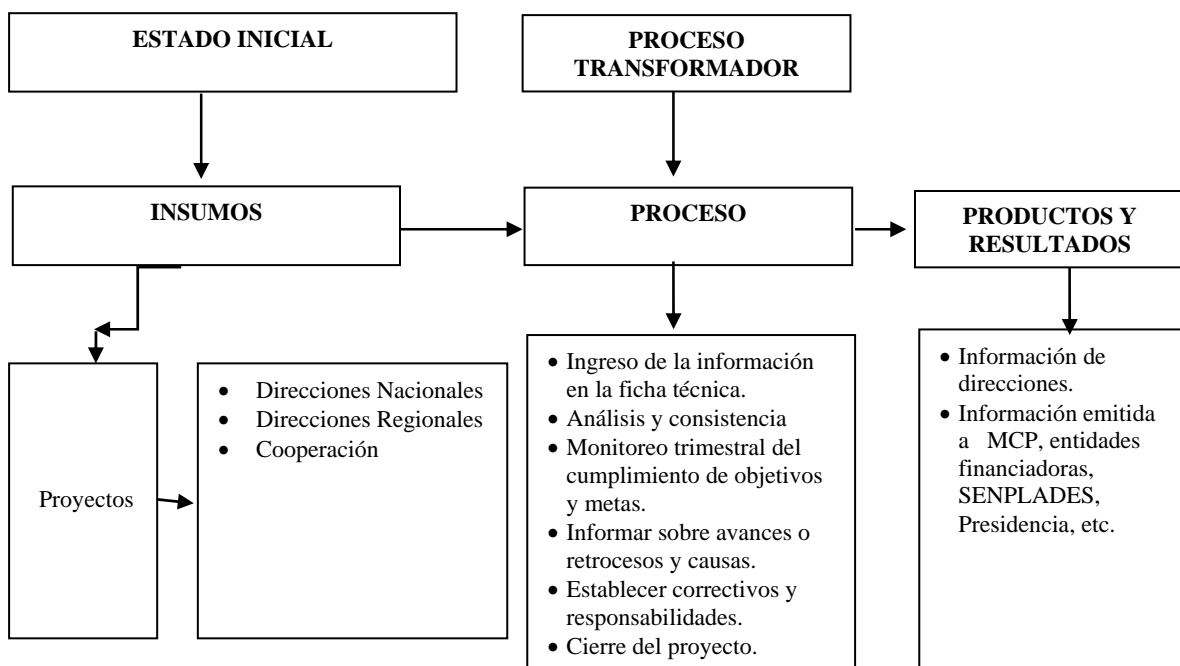 ESTADO INICIAL
PROCESO
TRANSFORMADOR
INSUMOS
PROCESO
PRODUCTOS Y
RESULTADOS
Proyectos
• Direcciones Nacionales
• Direcciones Regionales
• Cooperación
• Ingreso de la información
en la ficha técnica.
• Análisis y consistencia
• Monitoreo trimestral del
cumplimiento de objetivos
y metas.
• Informar sobre avances o
retrocesos y causas.
• Establecer correctivos y
responsabilidades.
• Cierre del proyecto.
• Información de
direcciones.
• Información emitida
a MCP, entidades
financiadoras,
SENPLADES,
Presidencia, etc.